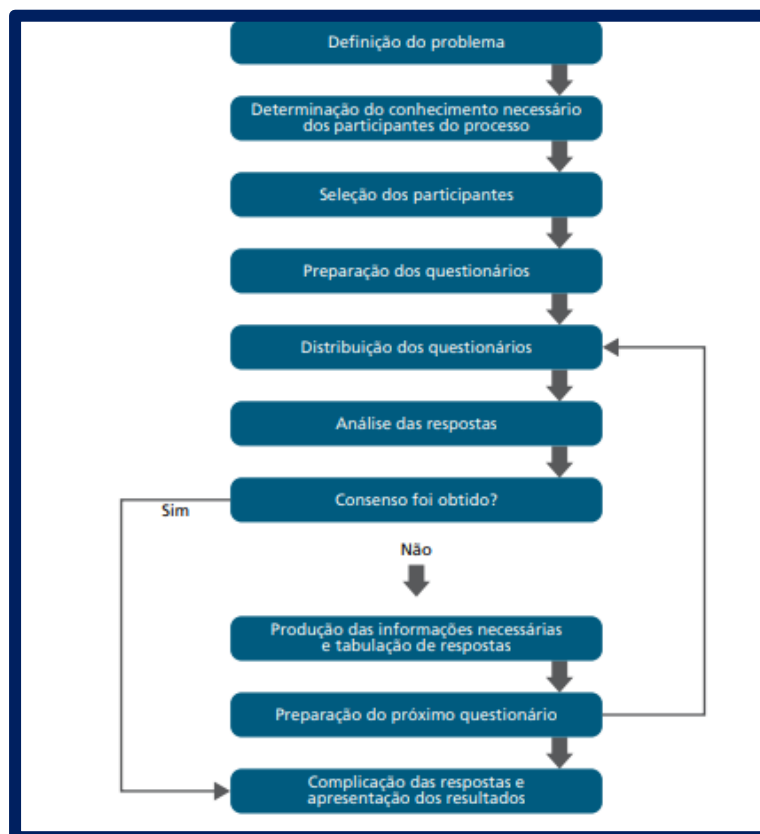 Definição do problema
Determinação do conhecimento necessário
dos participantes do processo
Seleção dos participantes
Preparação dos questionários
Distribuição dos questionários
Análise das respostas
Consenso foi obtido?
Sim
Não
Produção das informações necessárias
e tabulação de respostas
Preparação do próximo questionário
Complicação das respostas e
apresentação dos resultados